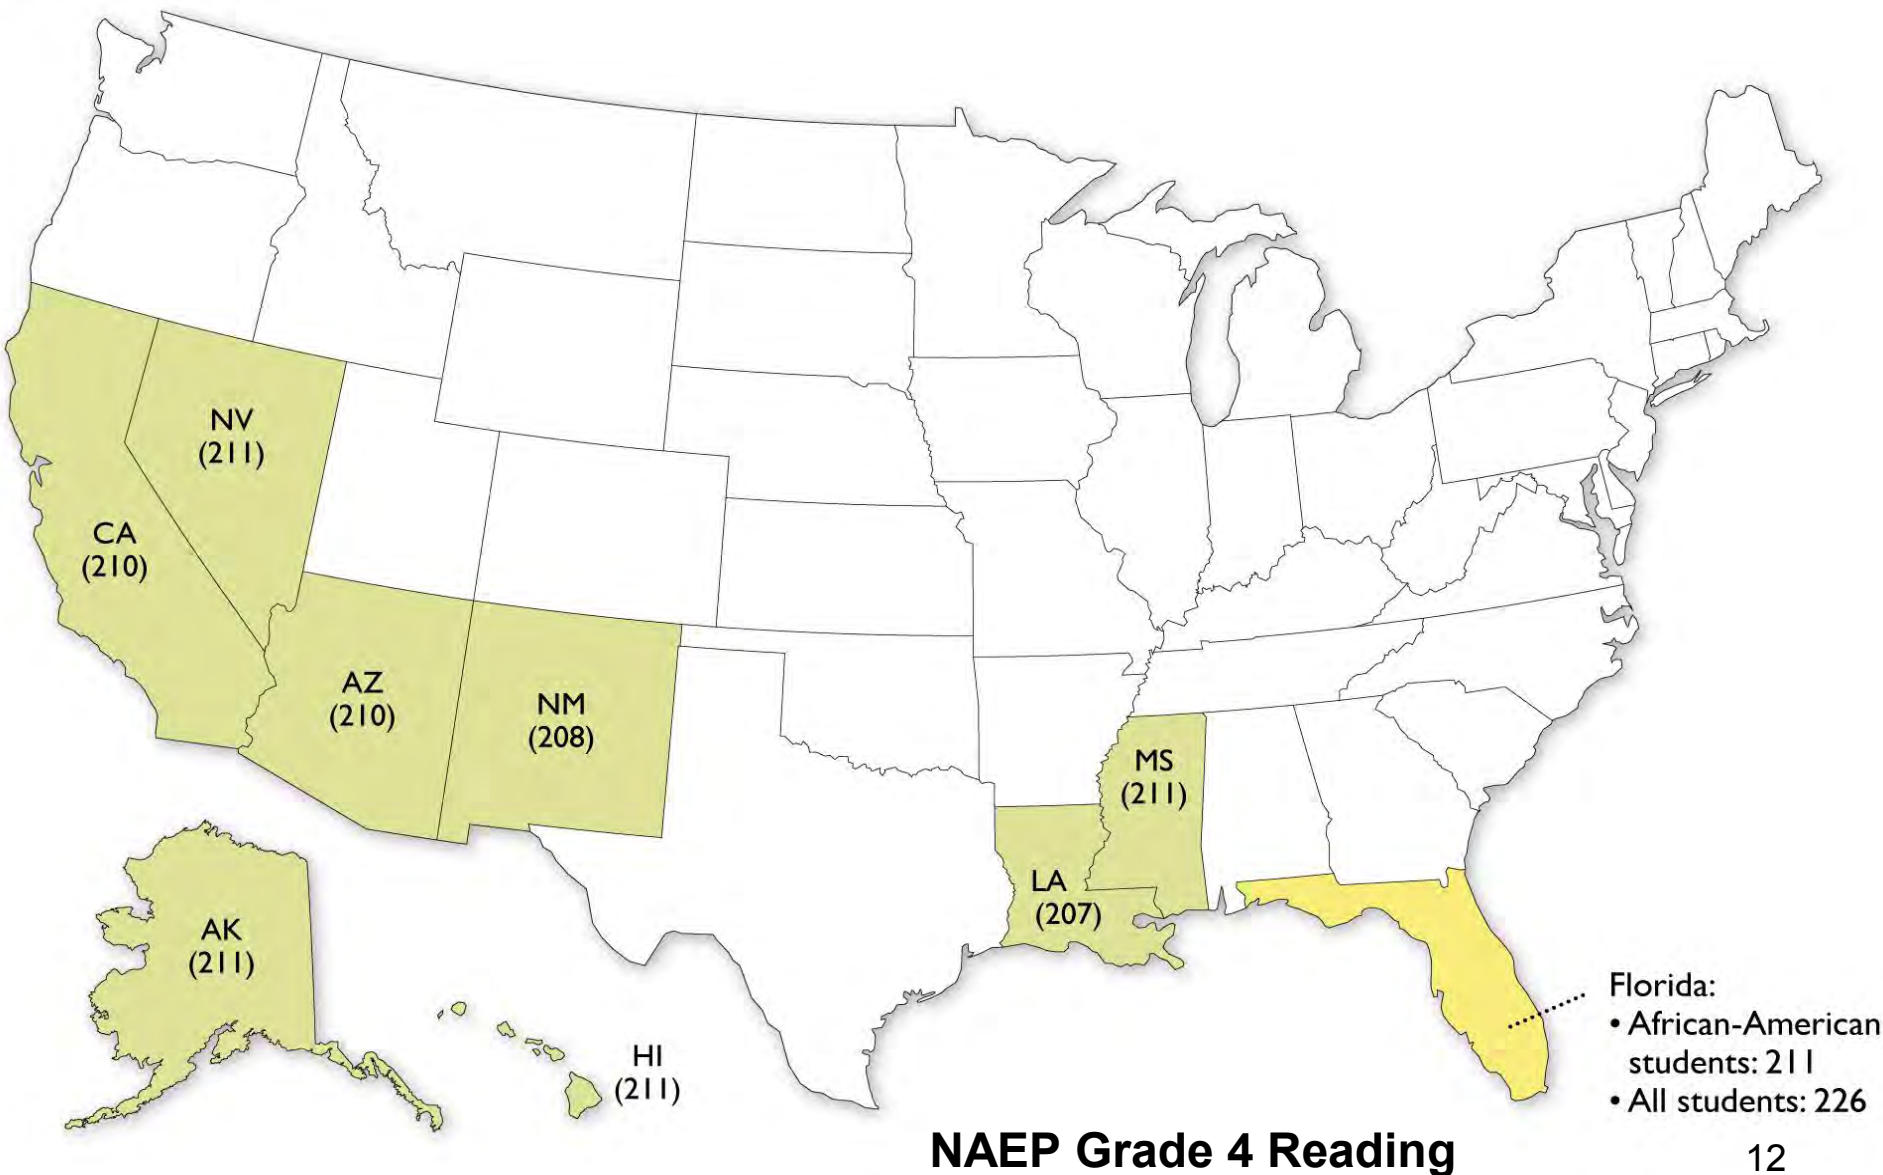 NV
(211)
CA
(210)
AZ
(210)
NM
(208)
MS
(211)
LA
(207)
AK
(211)
HI
(211)
Florida:
• African-American
students: 211
• All students: 226
NAEP Grade 4 Reading
12